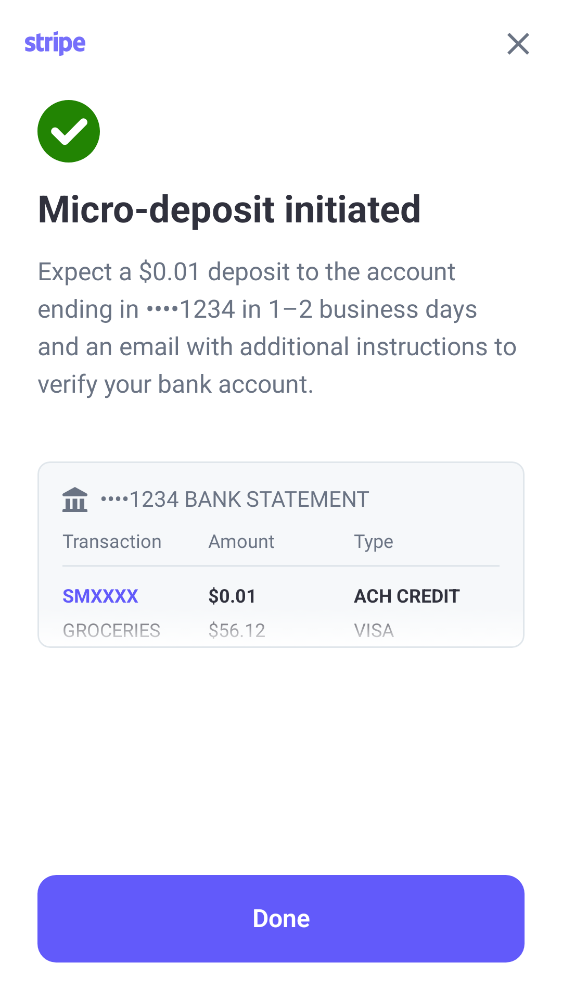 stripe
Micro-deposit initiated
Expect a $0.01 deposit to the account
ending in ••••1234 in 1–2 business days
and an email with additional instructions to
verify your bank account.
••••1234 BANK STATEMENT
Transaction Amount Type
SMXXXX $0.01 ACH CREDIT
GROCERIES $56.12 VISA
Done